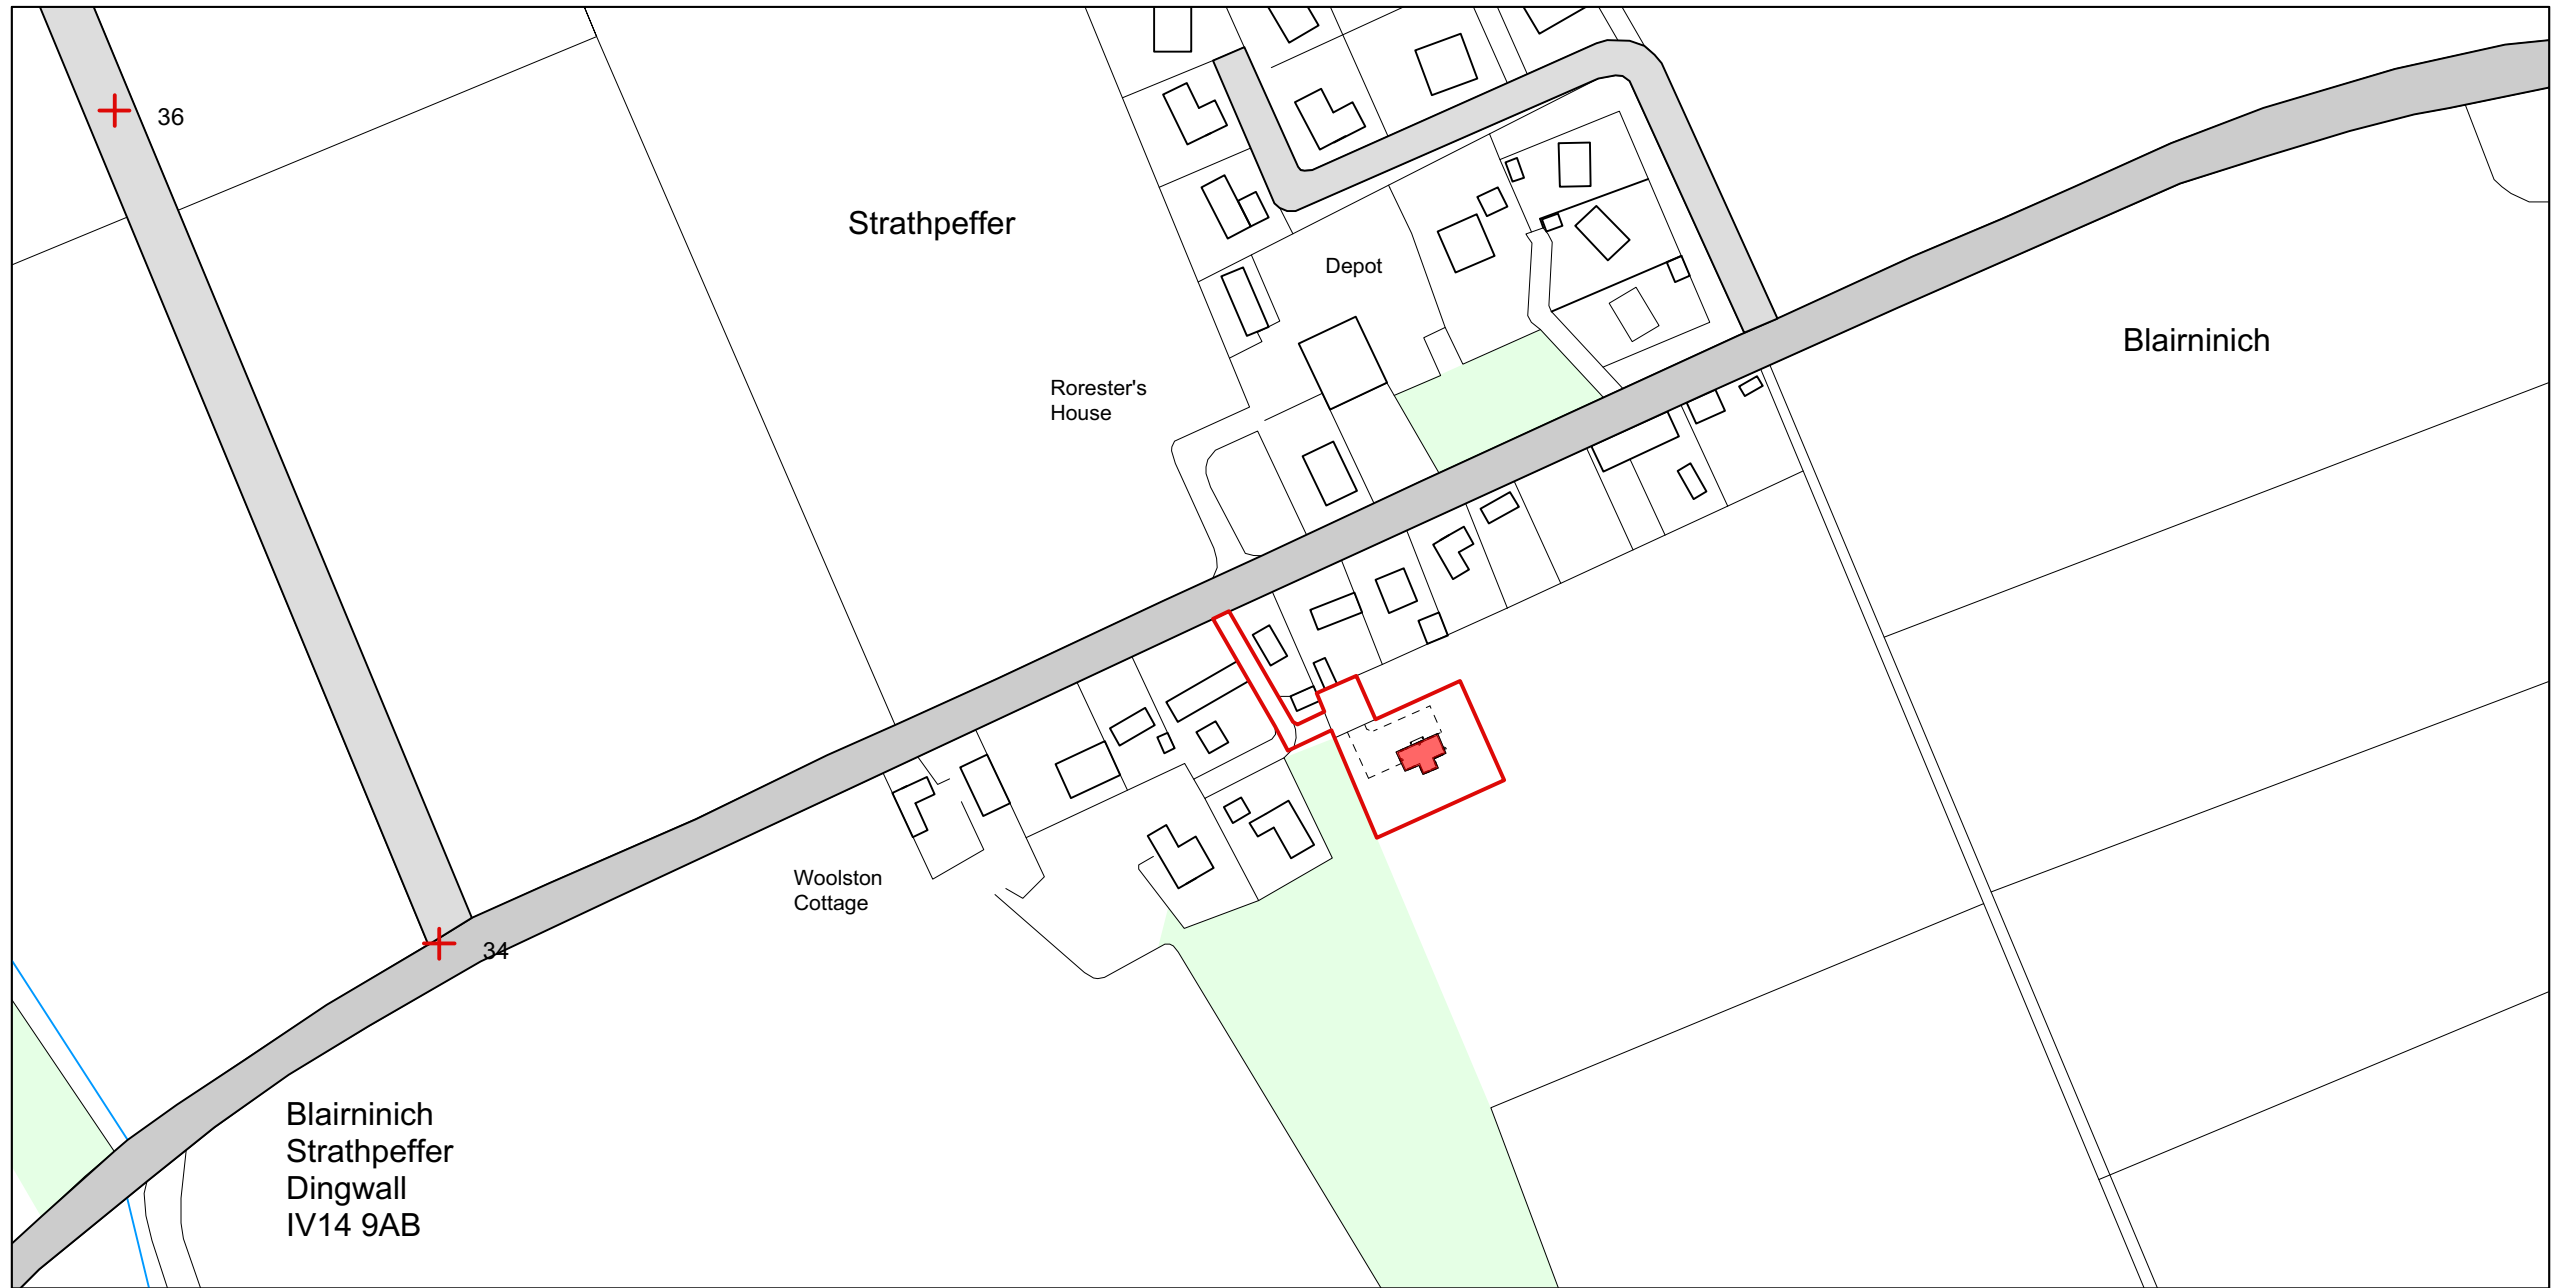 36
Strathpeffer
Depot
Blairninich
Rorester's
House
Woolston
Cottage
34
Blairninich
Strathpeffer
Dingwall
IV14 9AB